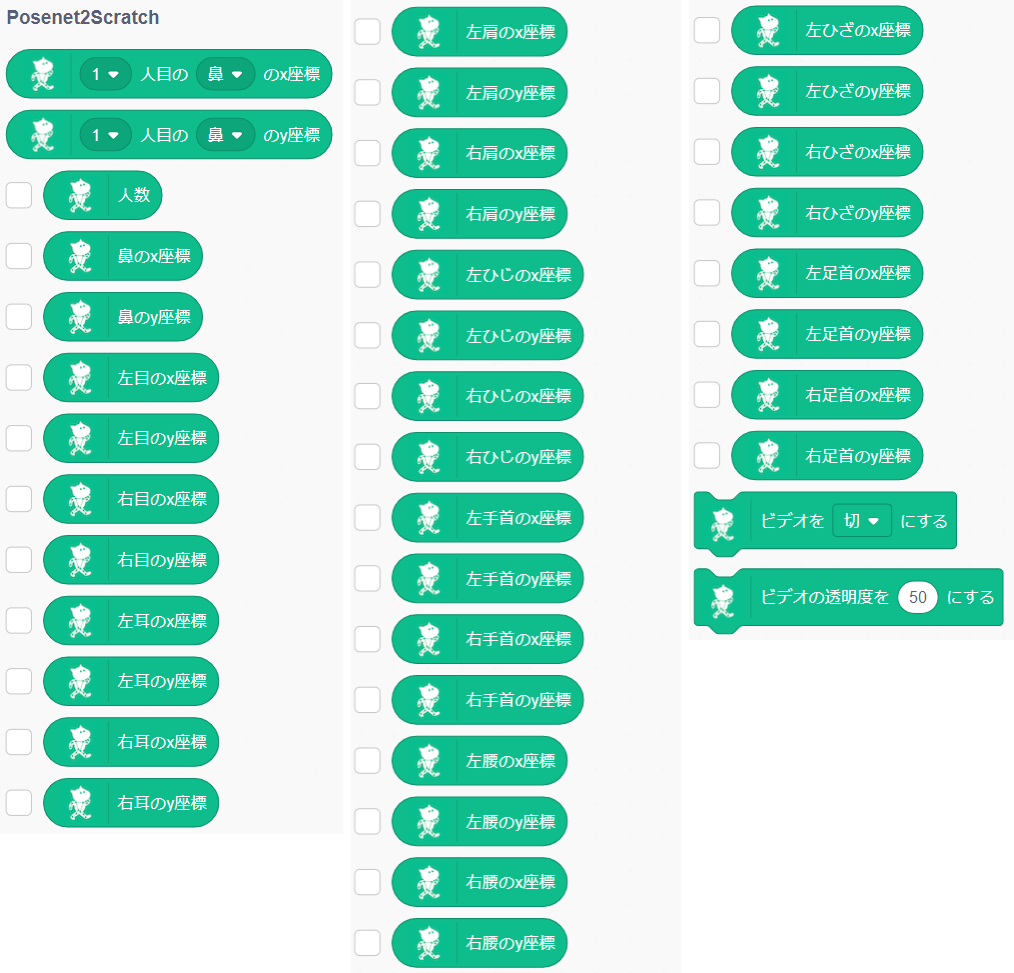 Posenet2Scratch
1 人目の 鼻 のx座標
1 人目の 鼻 のy座標
人数
鼻のx座標
鼻のy座標
左目のx座標
左目のy座標
右目のx座標
右目のy座標
左耳のx座標
左耳のy座標
右耳のx座標
右耳のy座標
左肩のx座標
左肩のy座標
右肩のx座標
右肩のy座標
左ひじのx座標
左ひじのy座標
右ひじのx座標
右ひじのy座標
左手首のx座標
左手首のy座標
右手首のx座標
右手首のy座標
左腰のx座標
左腰のy座標
右腰のx座標
右腰のy座標
左ひざのx座標
左ひざのy座標
右ひざのx座標
右ひざのy座標
左足首のx座標
左足首のy座標
右足首のx座標
右足首のy座標
ビデオを 切 にする
ビデオの透明度を 50 にする